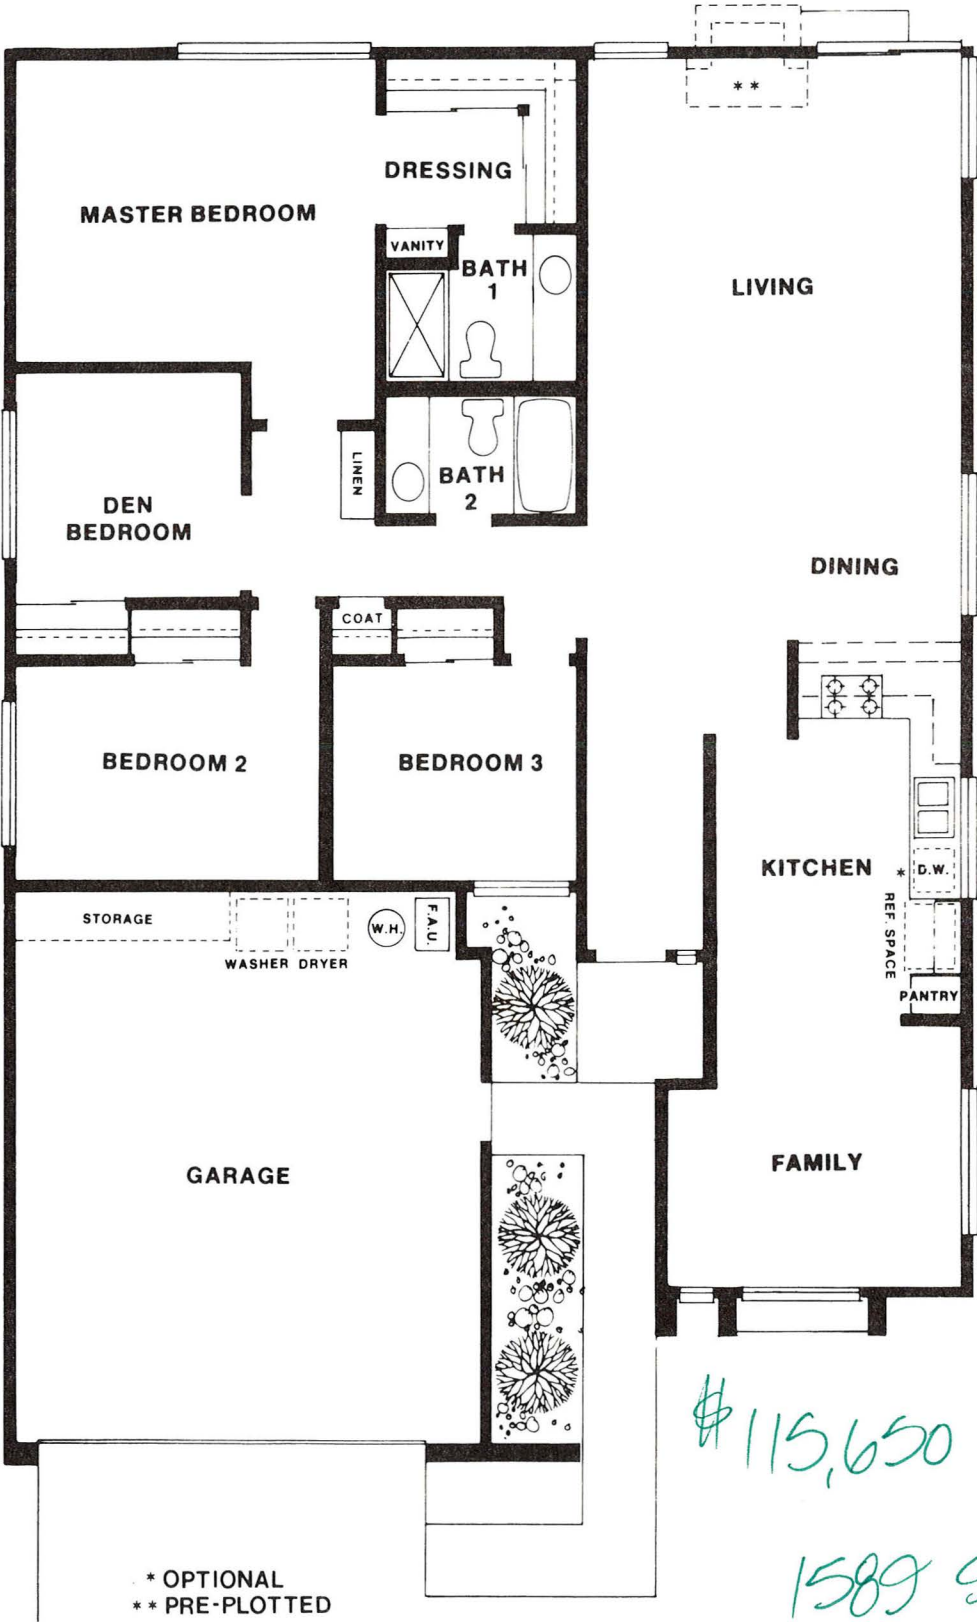 **
DRESSING
MASTER BEDROOM
VANITY
BATH
1
LIVING
LINEN
BATH
2
DEN
BEDROOM
DINING
COAT
BEDROOM 2
BEDROOM 3
KITCHEN
* D.W.
REF. SPACE
STORAGE
W.H.
F.A.U.
WASHER DRYER
PANTRY
GARAGE
FAMILY
$115,650
1589
* OPTIONAL
** PRE-PLOTTED